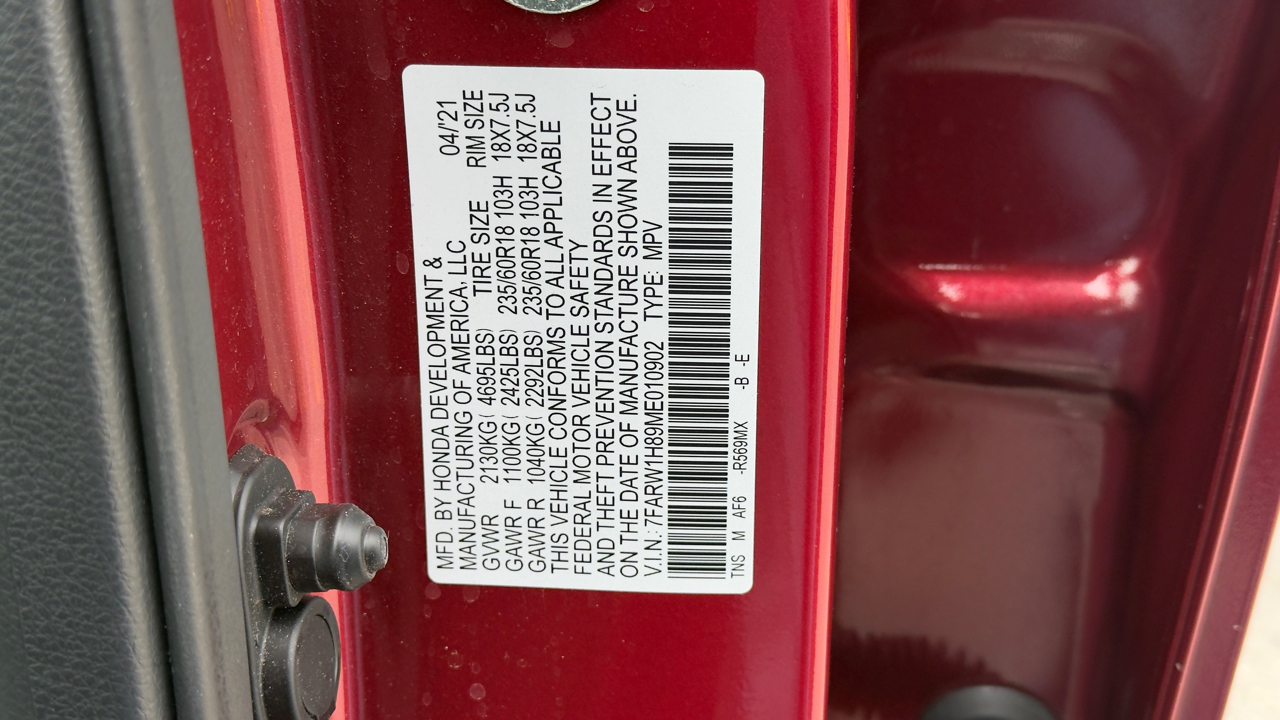 MFD. BY HONDA DEVELOPMENT &
MANUFACTURING OF AMERICA, LLC 04/'21
GVWR 2130KG( 4695LBS) TIRE SIZE RIM SIZE
GAWR F 1100KG( 2425LBS) 235/60R18 103H 18X7.5J
GAWR R 1040KG( 2292LBS) 235/60R18 103H 18X7.5J
THIS VEHICLE CONFORMS TO ALL APPLICABLE
FEDERAL MOTOR VEHICLE SAFETY
AND THEFT PREVENTION STANDARDS IN EFFECT
ON THE DATE OF MANUFACTURE SHOWN ABOVE.
V.I.N.: 7FARW1H89ME010902 TYPE: MPV
TNS M AF6 -R569MX -B -E